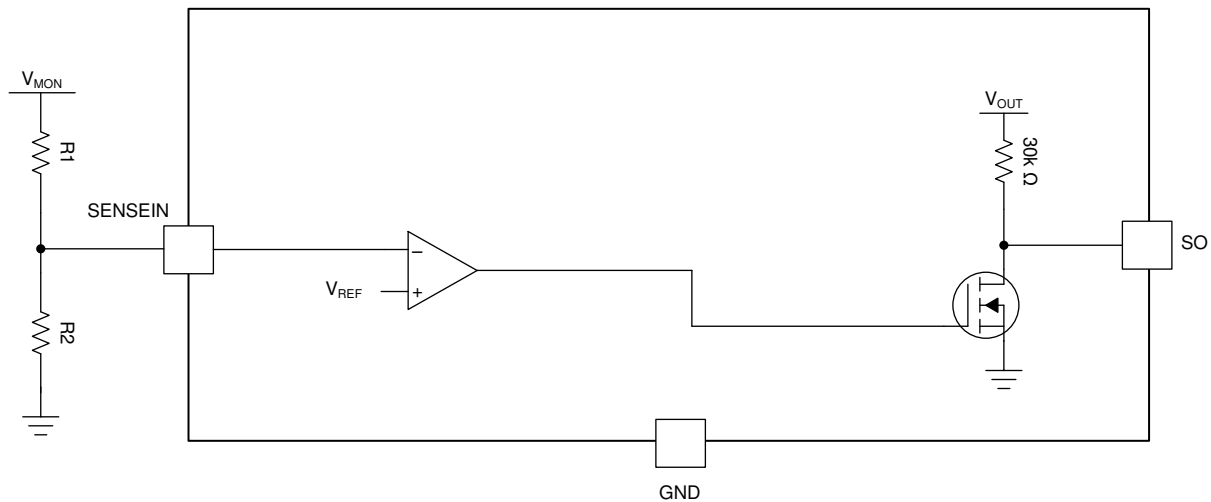 V_MON
R1
R2
SENSEIN
−
V_REF
+
V_OUT
30k Ω
SO
GND